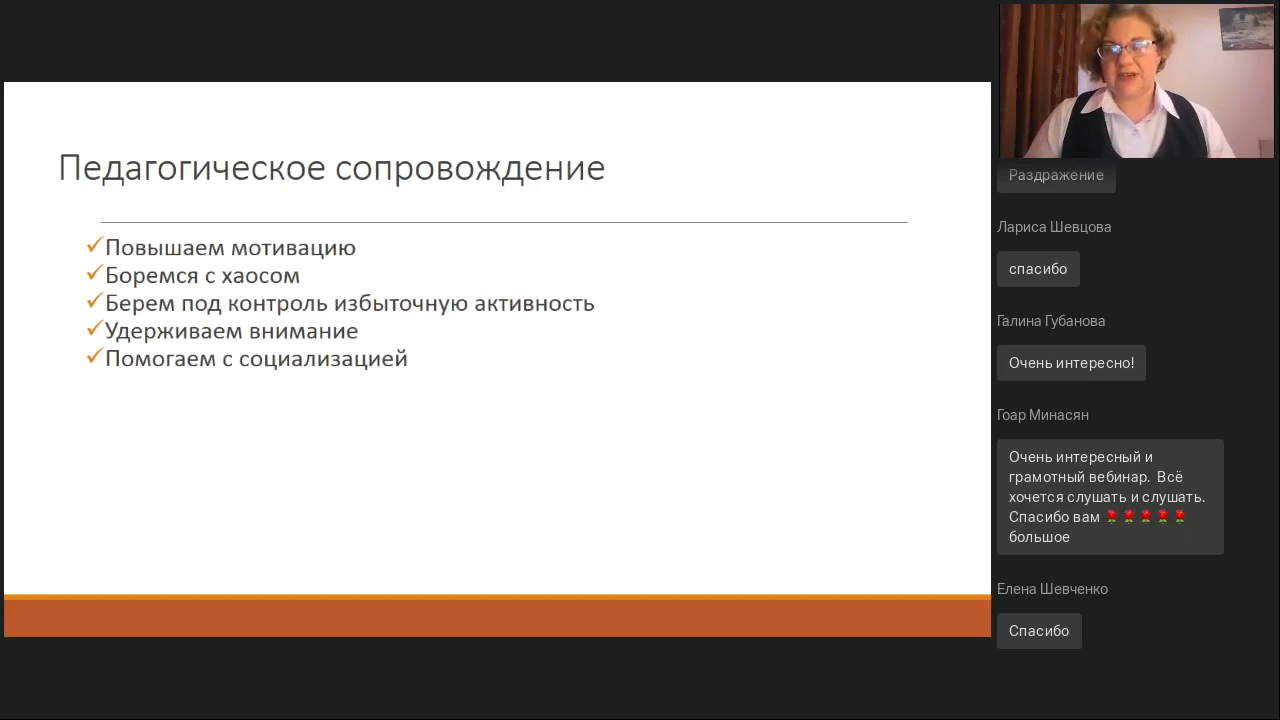 Педагогическое сопровождение
Повышаем мотивацию
Боремся с хаосом
Берем под контроль избыточную активность
Удерживаем внимание
Помогаем с социализацией
Раздражение
Лариса Шевцова
спасибо
Галина Губанова
Очень интересно!
Гоар Минасян
Очень интересный и
грамотный вебинар. Всё
хочется слушать и слушать.
Спасибо вам 🌹🌹🌹🌹🌹
большое
Елена Шевченко
Спасибо